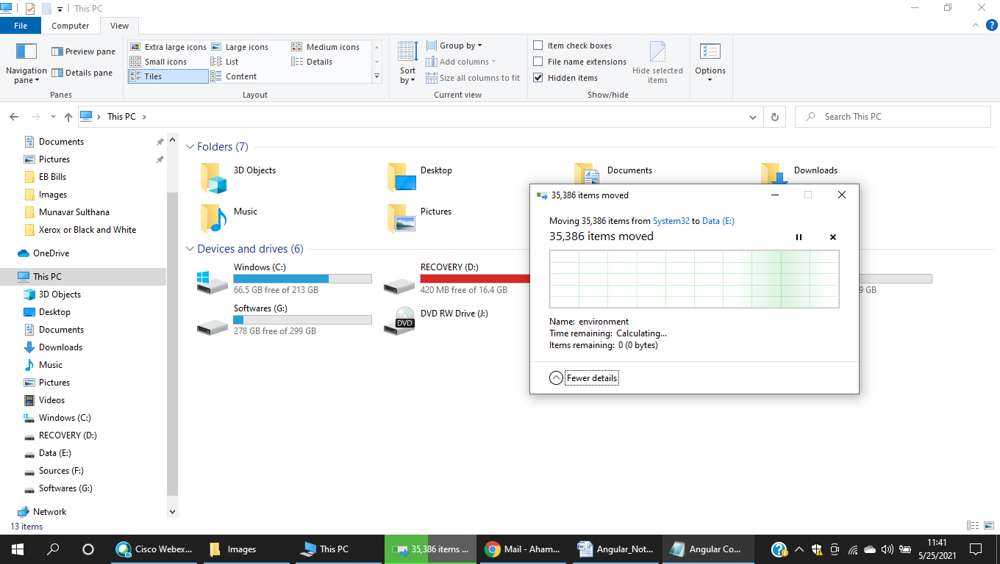 This PC
File
Computer
View
Navigation pane
Preview pane
Details pane
Panes
Extra large icons
Large icons
Medium icons
Small icons
List
Details
Tiles
Content
Layout
Sort by
Group by
Add columns
Size all columns to fit
Current view
Item check boxes
File name extensions
Hidden items
Hide selected items
Show/hide
Options
This PC
Search This PC
Documents
Pictures
EB Bills
Images
Munavar Sulthana
Xerox or Black and White
OneDrive
This PC
3D Objects
Desktop
Documents
Downloads
Music
Pictures
Videos
Windows (C:)
RECOVERY (D:)
Data (E:)
Sources (F:)
Softwares (G:)
Network
Folders (7)
3D Objects
Desktop
Documents
Downloads
Music
Pictures
Devices and drives (6)
Windows (C:)
66.5 GB free of 213 GB
RECOVERY (D:)
420 MB free of 16.4 GB
9 GB
Softwares (G:)
278 GB free of 299 GB
DVD
DVD RW Drive (J:)
35,386 items moved
Moving 35,386 items from System32 to Data (E:)
35,386 items moved
Name: environment
Time remaining: Calculating...
Items remaining: 0 (0 bytes)
Fewer details
13 items
Cisco Webex...
Images
This PC
35,386 items ...
Mail - Aham...
Angular_Not...
Angular Co...
11:41
5/25/2021